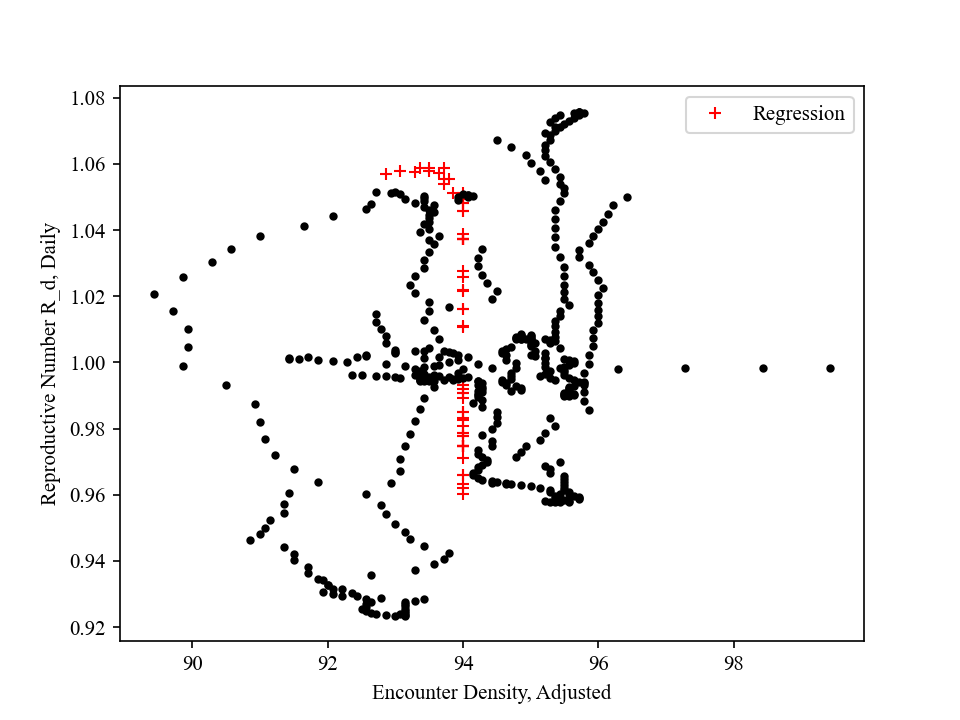 Regression
1.08
1.06
1.04
1.02
1.00
0.98
0.96
0.94
0.92
Reproductive Number R_d, Daily
90 92 94 96 98
Encounter Density, Adjusted